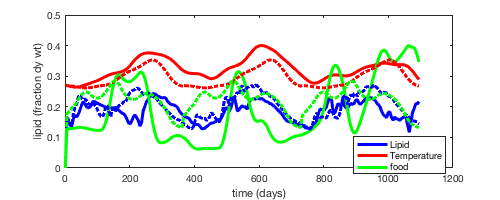 0.5
0.4
0.3
0.2
0.1
0
lipid (fraction dy wt)
0 200 400 600 800 1000 1200
time (days)
Lipid
Temperature
food